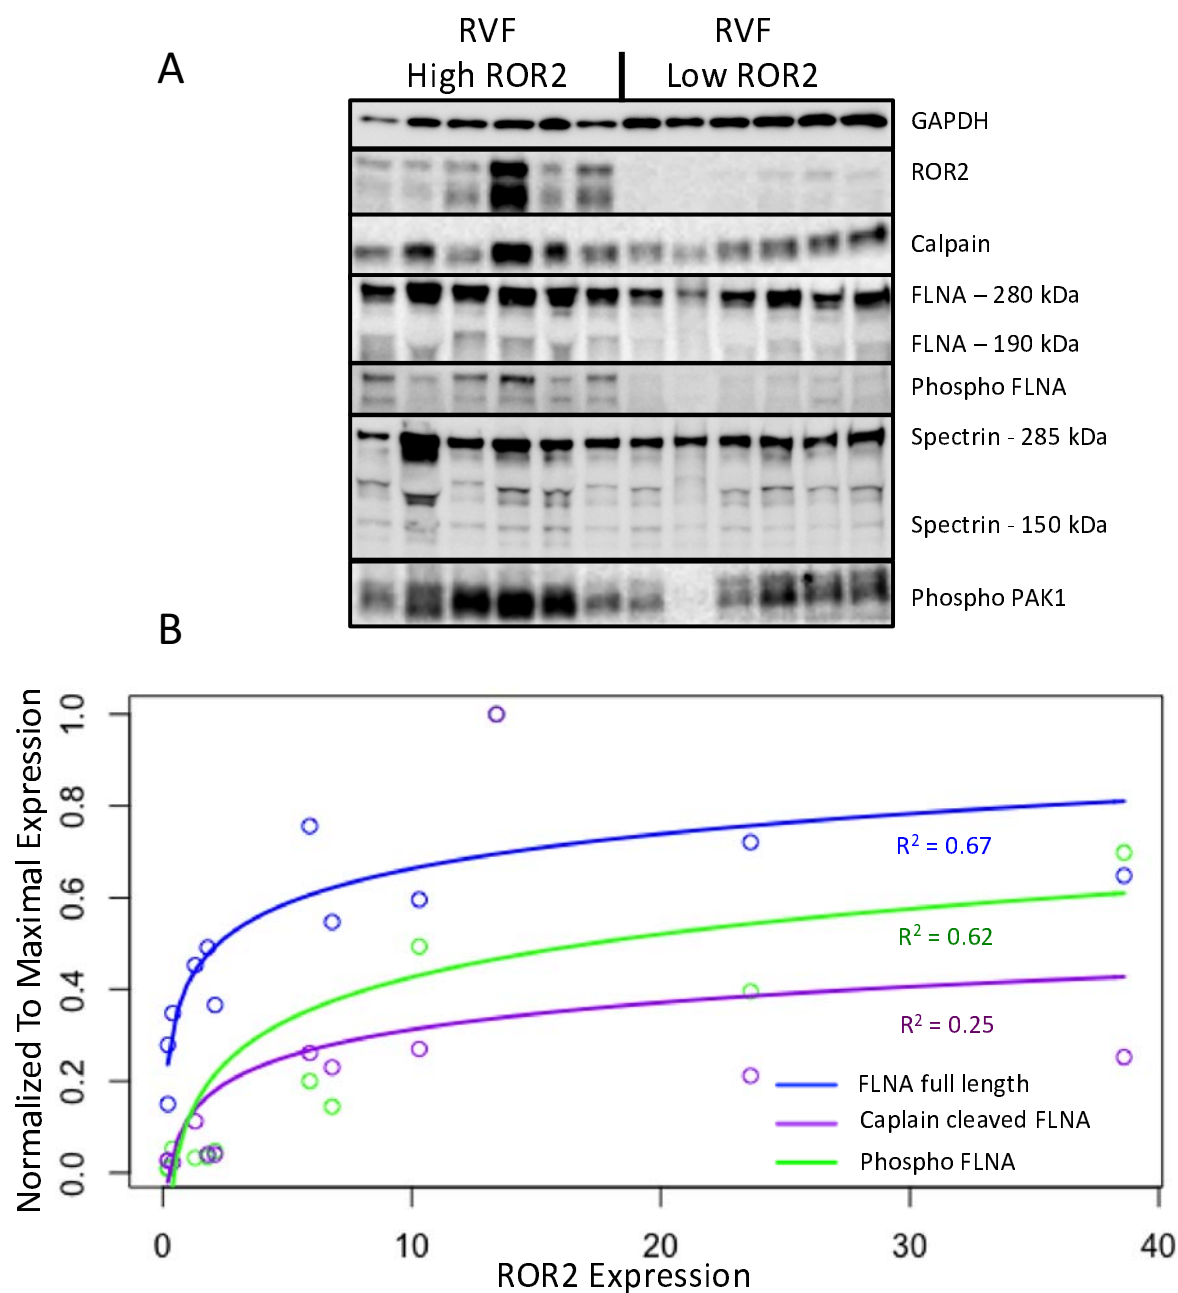 A
RVF
High ROR2
RVF
Low ROR2
GAPDH
ROR2
Calpain
FLNA – 280 kDa
FLNA – 190 kDa
Phospho FLNA
Spectrin - 285 kDa
Spectrin - 150 kDa
Phospho PAK1
B
Normalized To Maximal Expression
1.0
0.8
0.6
0.4
0.2
0.0
R² = 0.67
R² = 0.62
R² = 0.25
FLNA full length
Caplain cleaved FLNA
Phospho FLNA
0 10 20 30 40
ROR2 Expression